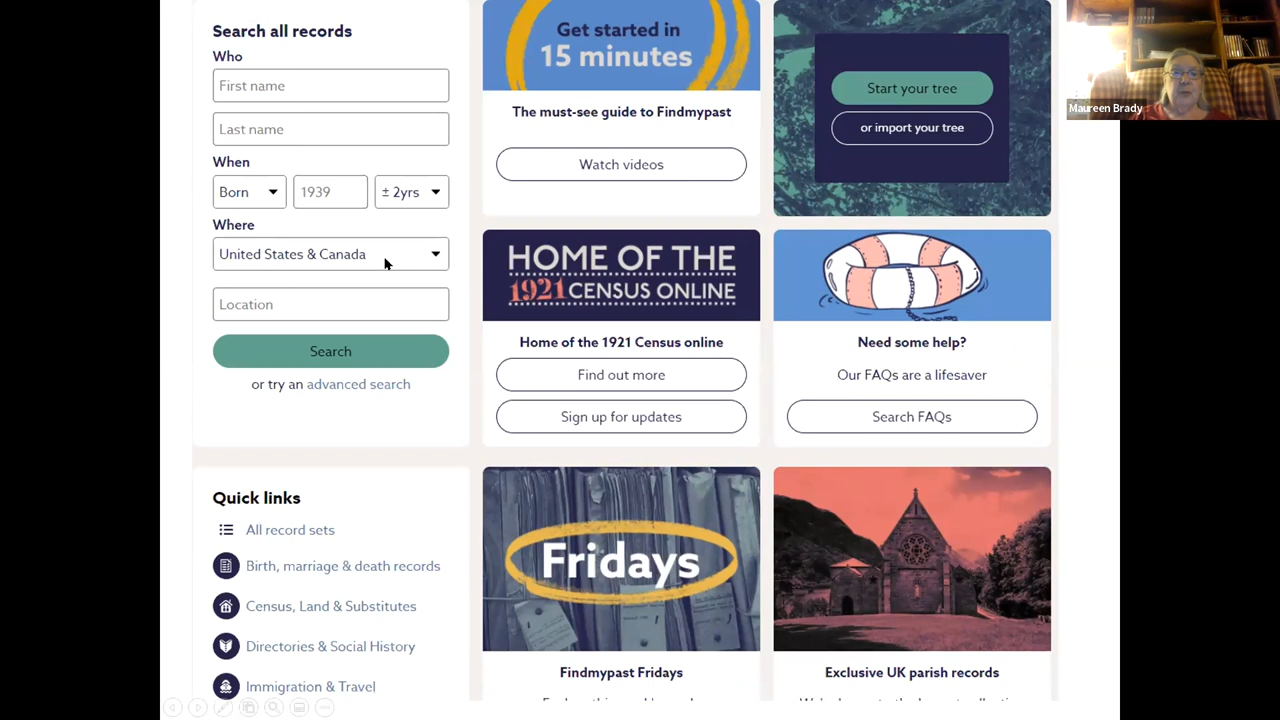 Search all records
Who
First name
Last name
When
Born
1939
± 2yrs
Where
United States & Canada
Location
Search
or try an advanced search
Quick links
All record sets
Birth, marriage & death records
Census, Land & Substitutes
Directories & Social History
Immigration & Travel
Get started in
15 minutes
The must-see guide to Findmypast
Watch videos
Start your tree
or import your tree
HOME OF THE
1921 CENSUS ONLINE
Home of the 1921 Census online
Find out more
Sign up for updates
Need some help?
Our FAQs are a lifesaver
Search FAQs
Fridays
Findmypast Fridays
Exclusive UK parish records
Maureen Brady